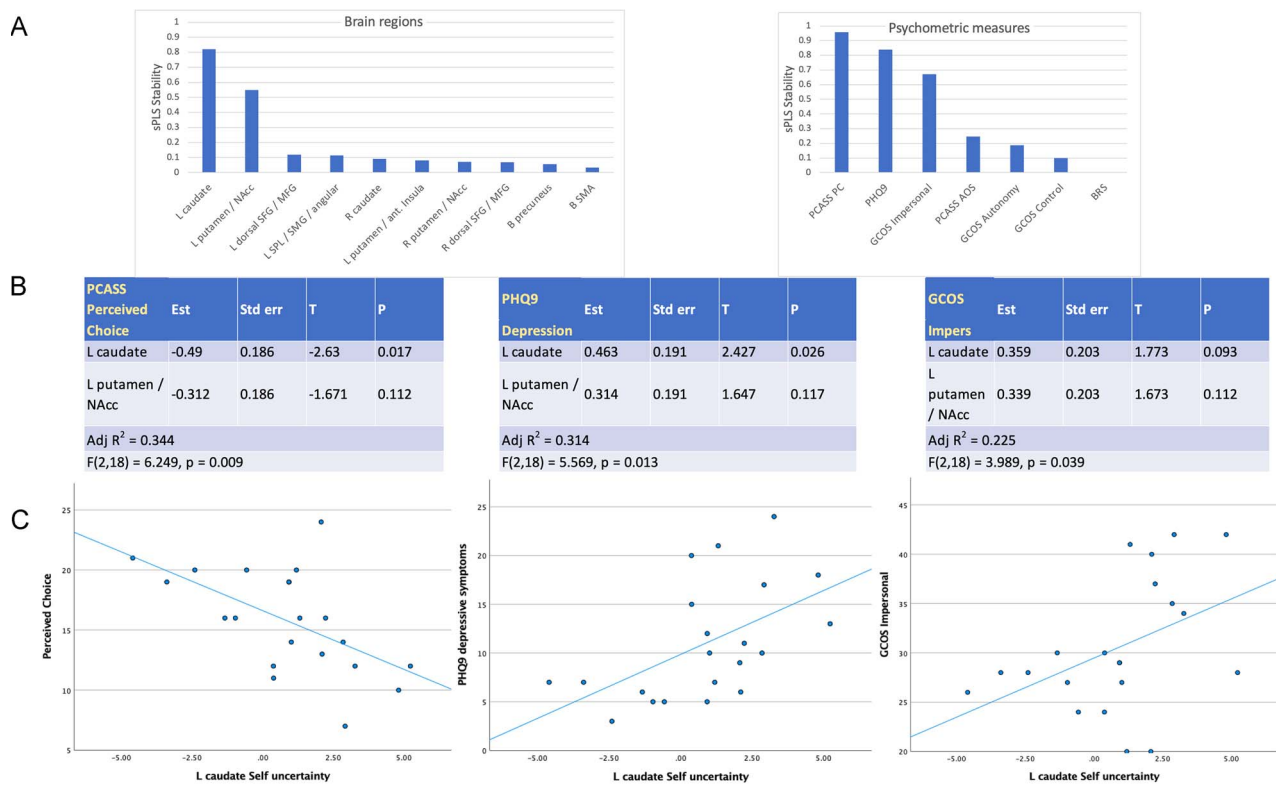 A
Brain regions
sPLS Stability
1
0.9
0.8
0.7
0.6
0.5
0.4
0.3
0.2
0.1
0
L caudate
L putamen / NAcc
L dorsal SFG / MFG
L SPL / SMG / angular
R caudate
L putamen / ant. Insula
R putamen / NAcc
R dorsal SFG / MFG
B precuneus
B SMA
Psychometric measures
sPLS Stability
1
0.9
0.8
0.7
0.6
0.5
0.4
0.3
0.2
0.1
0
PCASS PC
PHQ9
GCOS Impersonal
PCASS AOS
GCOS Autonomy
GCOS Control
BRS
B
PCASS
Perceived Est Std err T P
Choice
L caudate -0.49 0.186 -2.63 0.017
L putamen /
NAcc -0.312 0.186 -1.671 0.112
Adj R² = 0.344
F(2,18) = 6.249, p = 0.009
PHQ9 Est Std err T P
Depression
L caudate 0.463 0.191 2.427 0.026
L putamen /
NAcc 0.314 0.191 1.647 0.117
Adj R² = 0.314
F(2,18) = 5.569, p = 0.013
GCOS Est Std err T P
Impers
L caudate 0.359 0.203 1.773 0.093
L
putamen 0.339 0.203 1.673 0.112
/ NAcc
Adj R² = 0.225
F(2,18) = 3.989, p = 0.039
C
Perceived Choice
25
20
15
10
5
-5.00 -2.50 .00 2.50 5.00
L caudate Self uncertainty
PHQ9 depressive symptoms
25
20
15
10
5
0
-5.00 -2.50 .00 2.50 5.00
L caudate Self uncertainty
GCOS Impersonal
45
40
35
30
25
20
-5.00 -2.50 .00 2.50 5.00
L caudate Self uncertainty